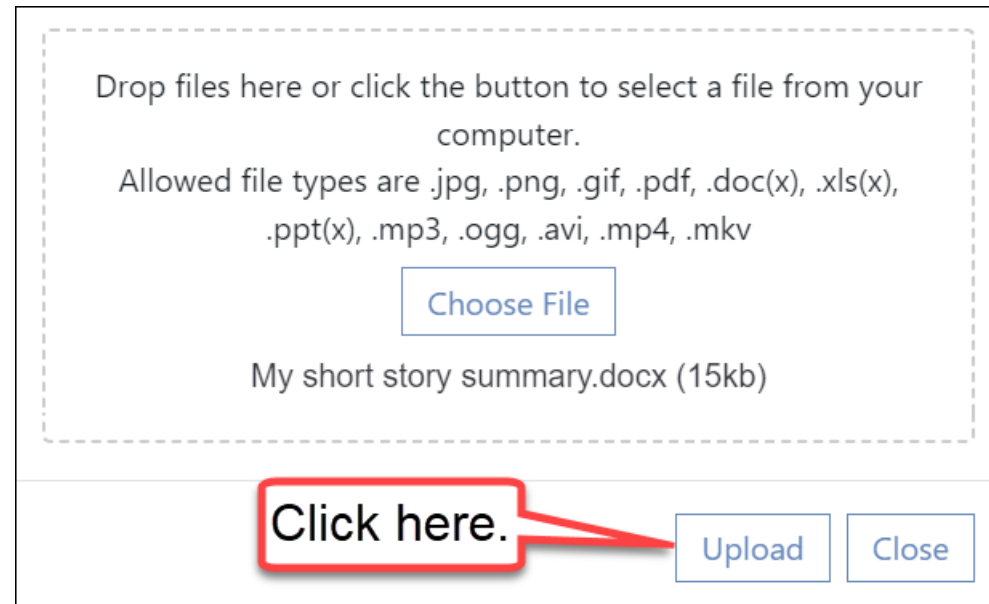 Drop files here or click the button to select a file from your
computer.
Allowed file types are .jpg, .png, .gif, .pdf, .doc(x), .xls(x),
.ppt(x), .mp3, .ogg, .avi, .mp4, .mkv
Choose File
My short story summary.docx (15kb)
Click here.
Upload Close